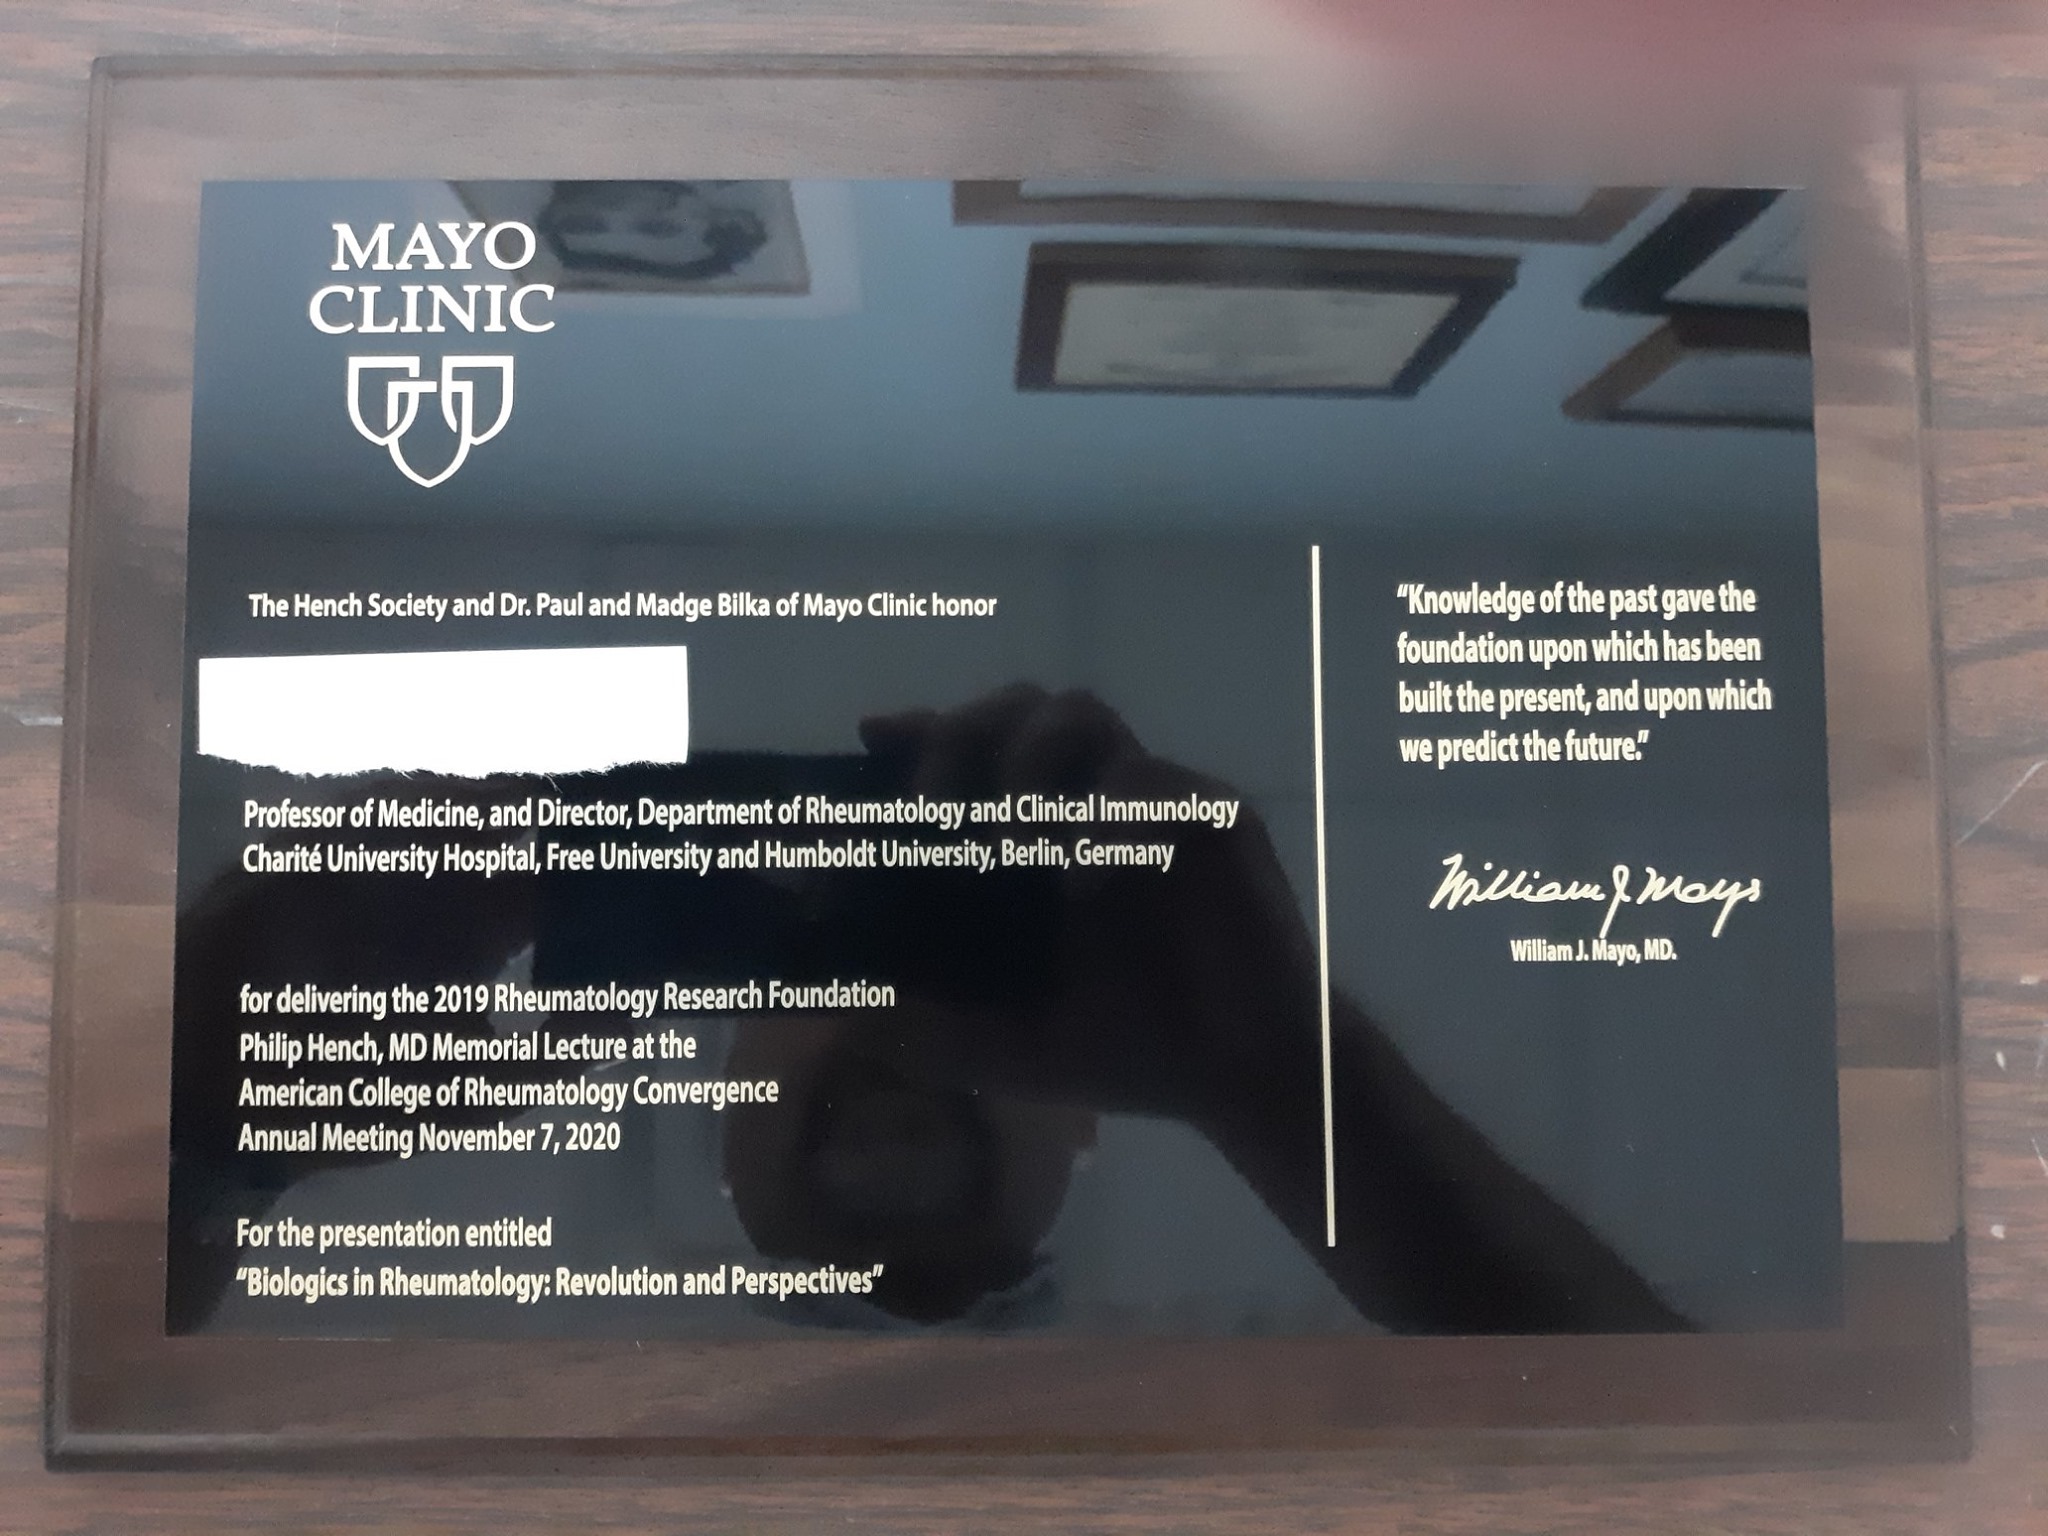 MAYO
CLINIC
The Hench Society and Dr. Paul and Madge Bilka of Mayo Clinic honor
Professor of Medicine, and Director, Department of Rheumatology and Clinical Immunology
Charité University Hospital, Free University and Humboldt University, Berlin, Germany
for delivering the 2019 Rheumatology Research Foundation
Philip Hench, MD Memorial Lecture at the
American College of Rheumatology Convergence
Annual Meeting November 7, 2020
For the presentation entitled
“Biologics in Rheumatology: Revolution and Perspectives”
“Knowledge of the past gave the
foundation upon which has been
built the present, and upon which
we predict the future.”
William J Mayo
William J. Mayo, MD.